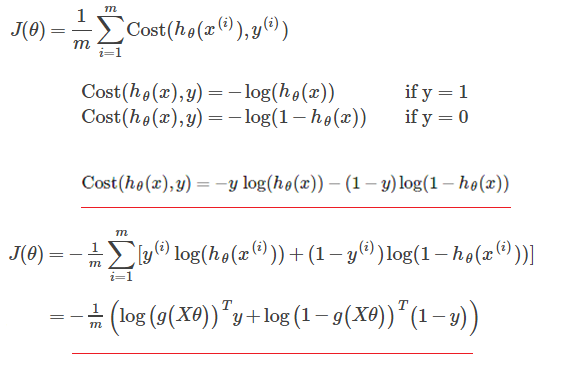 J(θ) = 1/m ∑_{i=1}^{m} Cost(h_θ(x^{(i)}), y^{(i)})
Cost(h_θ(x), y) = −log(h_θ(x)) if y = 1
Cost(h_θ(x), y) = −log(1 − h_θ(x)) if y = 0
Cost(h_θ(x), y) = −y log(h_θ(x)) − (1 − y) log(1 − h_θ(x))
J(θ) = −1/m ∑_{i=1}^{m} [y^{(i)} log(h_θ(x^{(i)})) + (1 − y^{(i)}) log(1 − h_θ(x^{(i)}))]
= −1/m (log(g(Xθ))^T y + log(1 − g(Xθ))^T (1 − y))